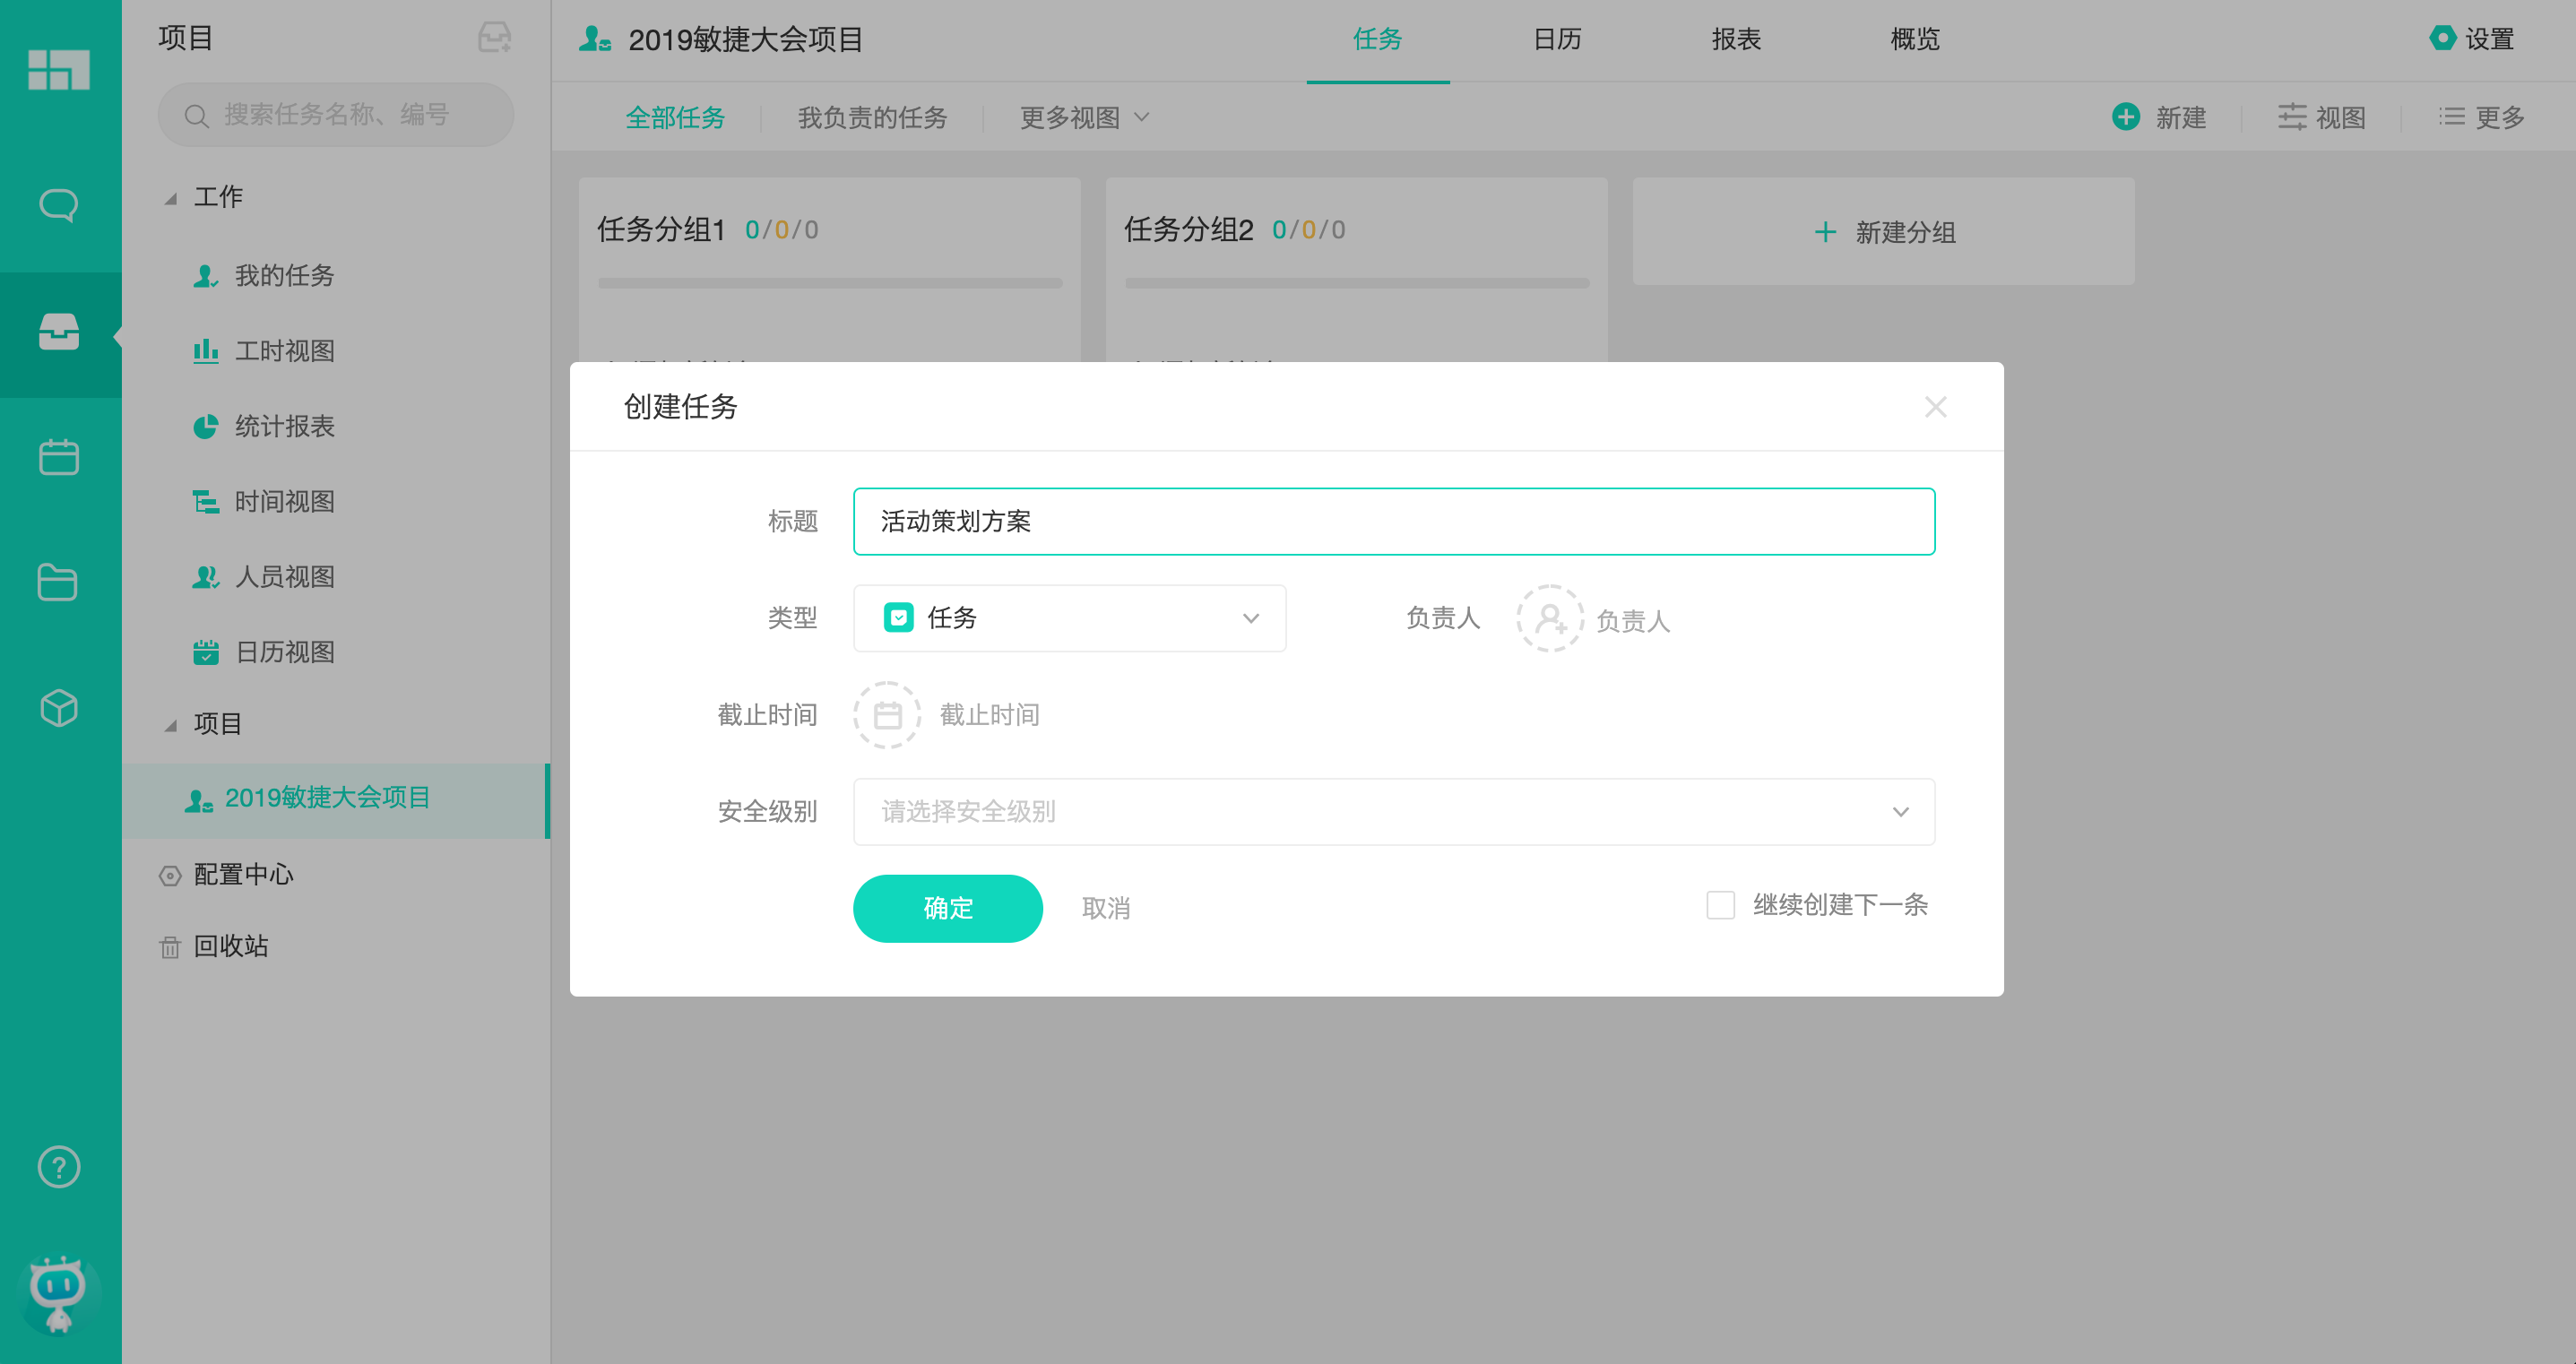 项目
搜索任务名称、编号
工作
我的任务
工时视图
统计报表
时间视图
人员视图
日历视图
项目
2019敏捷大会项目
配置中心
回收站
2019敏捷大会项目
任务 日历 报表 概览
设置
全部任务 我负责的任务 更多视图
新建 视图 更多
任务分组1 0/0/0
任务分组2 0/0/0
+ 新建分组
创建任务
标题 活动策划方案
类型 任务 负责人 负责人
截止时间 截止时间
安全级别 请选择安全级别
确定 取消 继续创建下一条